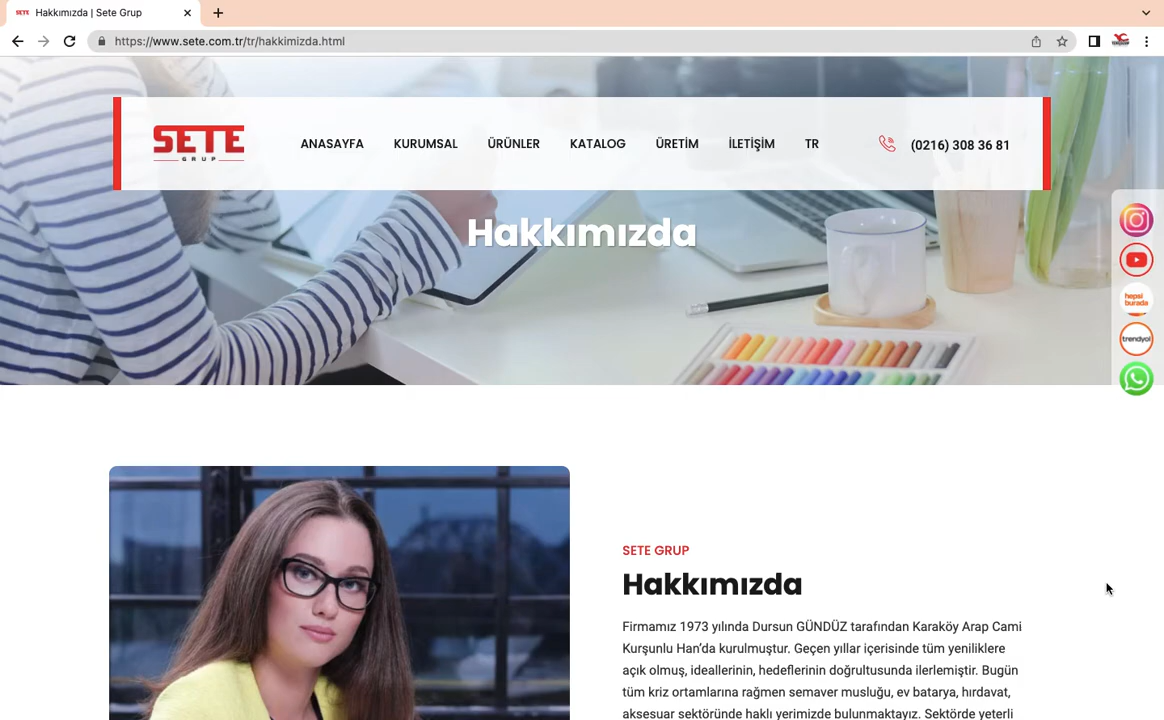 Hakkımızda | Sete Grup
https://www.sete.com.tr/tr/hakkimizda.html
SETE
GRUP
ANASAYFA KURUMSAL ÜRÜNLER KATALOG ÜRETİM İLETİŞİM TR (0216) 308 36 81
Hakkımızda
hepsi
burada
trendyol
SETE GRUP
Hakkımızda
Firmamız 1973 yılında Dursun GÜNDÜZ tarafından Karaköy Arap Cami
Kurşunlu Han’da kurulmuştur. Geçen yıllar içerisinde tüm yeniliklere
açık olmuş, ideallerinin, hedeflerinin doğrultusunda ilerlemiştir. Bugün
tüm kriz ortamlarına rağmen semaver musluğu, ev batarya, hırdavat,
aksesuar sektöründe haklı yerimizde bulunmaktayız. Sektörde yeterli